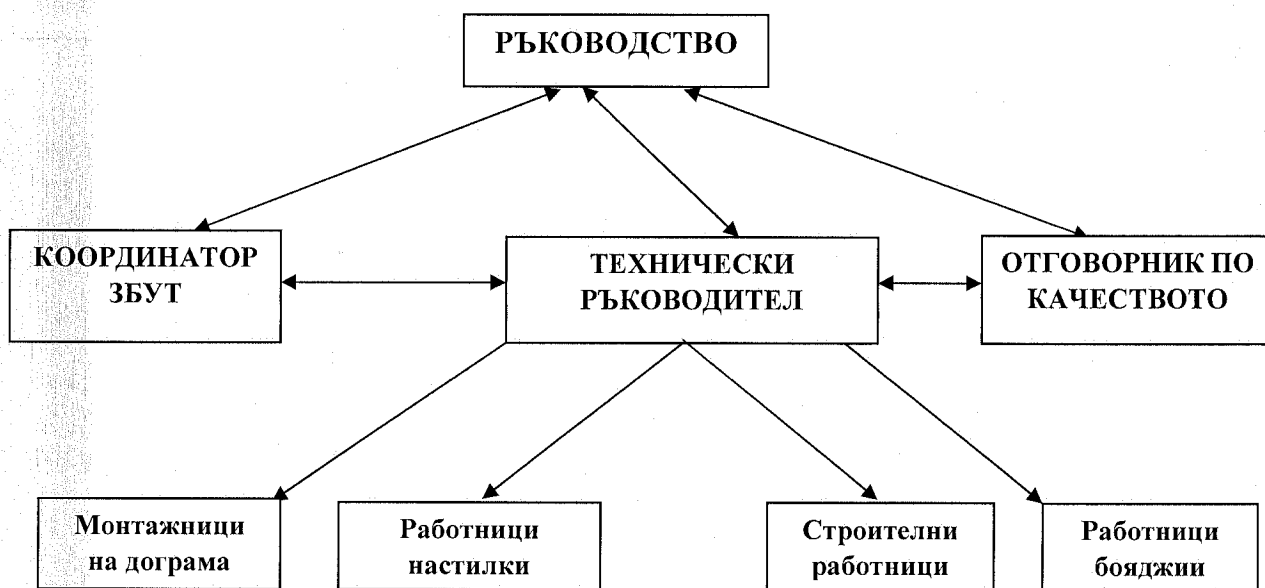 РЪКОВОДСТВО
КООРДИНАТОР
ЗБУТ
ТЕХНИЧЕСКИ
РЪКОВОДИТЕЛ
ОТГОВОРНИК ПО
КАЧЕСТВОТО
Монтажници
на дограма
Работници
настилки
Строителни
работници
Работници
бояджии